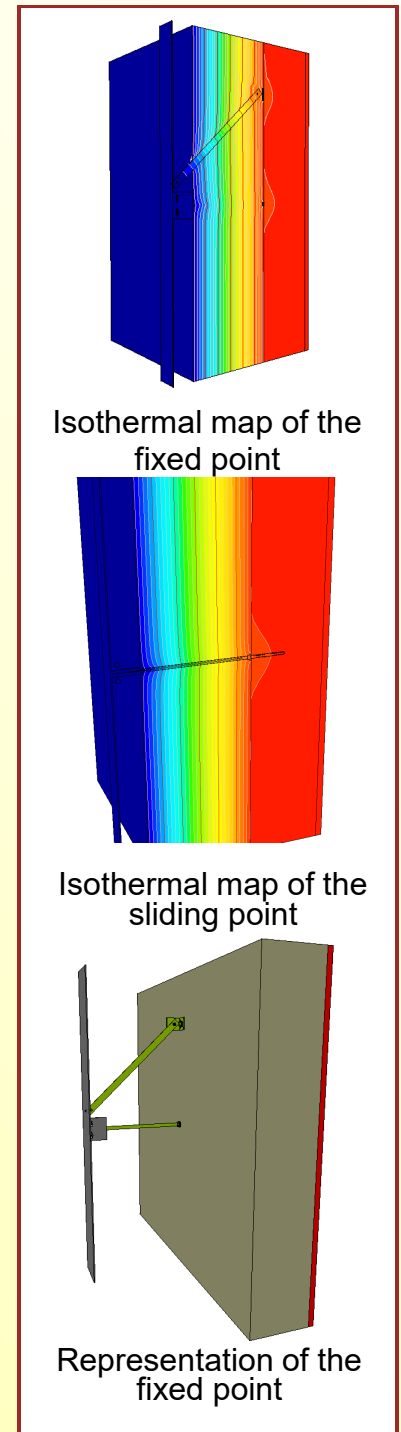 Isothermal map of the
fixed point
Isothermal map of the
sliding point
Representation of the
fixed point